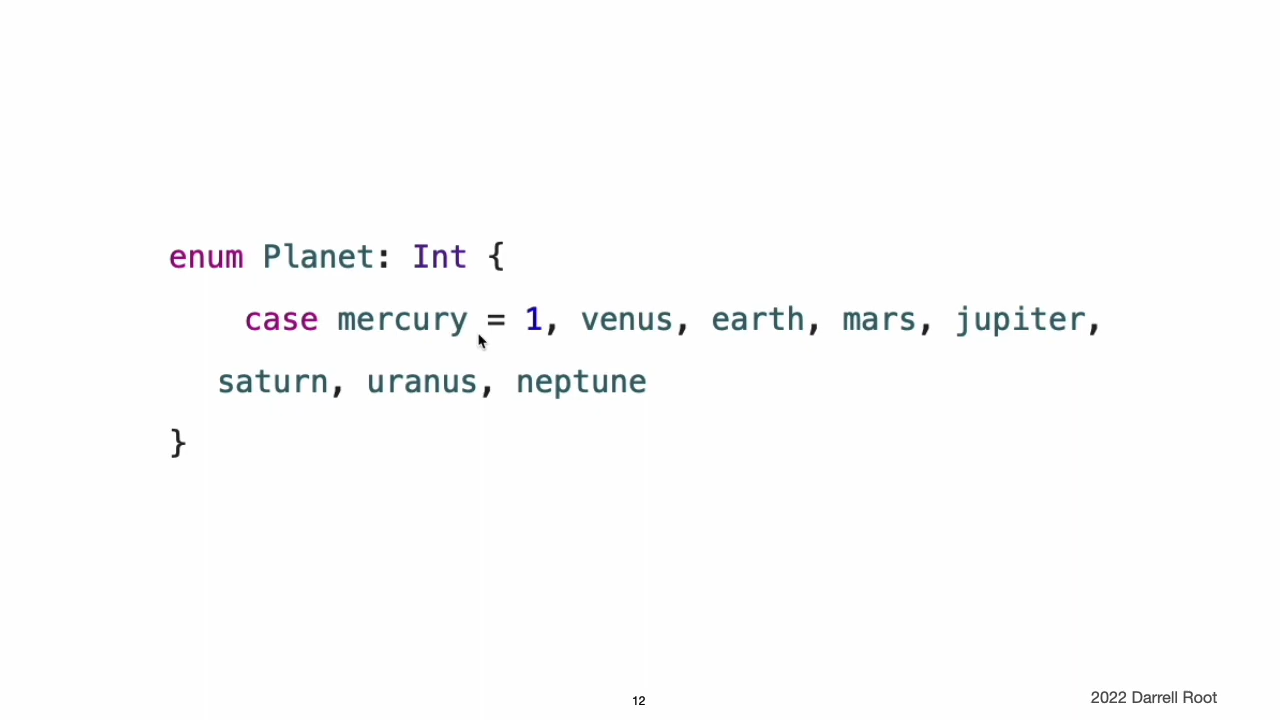 enum Planet: Int {
case mercury = 1, venus, earth, mars, jupiter,
saturn, uranus, neptune
}
12
2022 Darrell Root